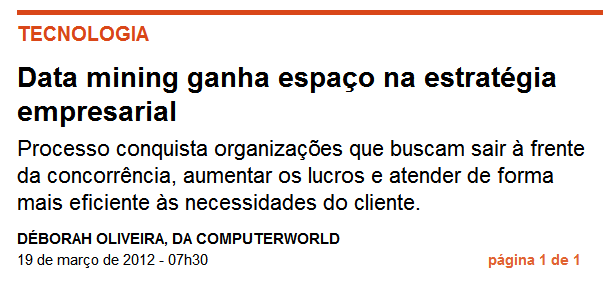 TECNOLOGIA
Data mining ganha espaço na estratégia
empresarial
Processo conquista organizações que buscam sair à frente
da concorrência, aumentar os lucros e atender de forma
mais eficiente às necessidades do cliente.
DÉBORAH OLIVEIRA, DA COMPUTERWORLD
19 de março de 2012 - 07h30
página 1 de 1